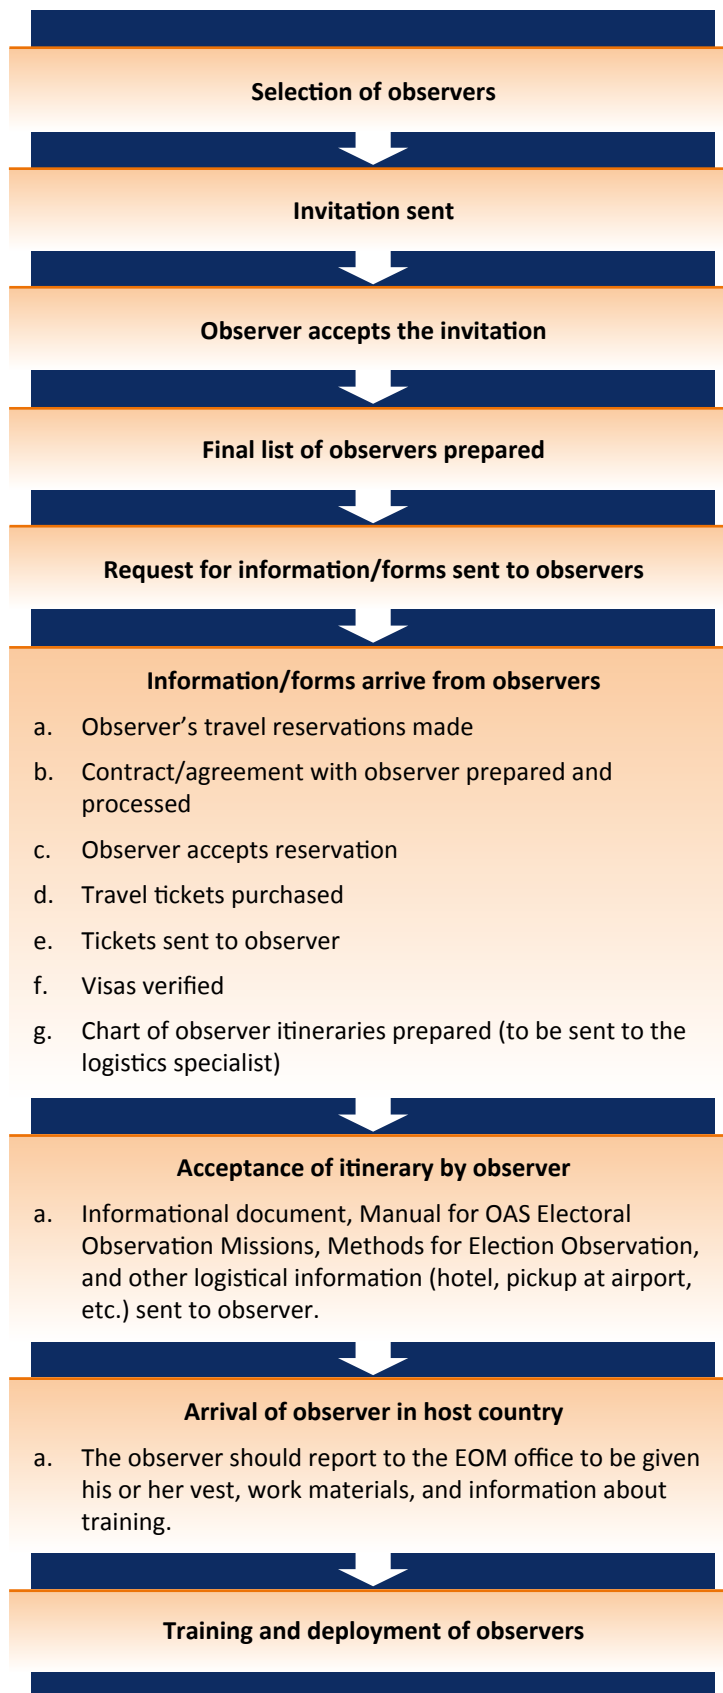 Selection of observers
Invitation sent
Observer accepts the invitation
Final list of observers prepared
Request for information/forms sent to observers
Information/forms arrive from observers
a. Observer’s travel reservations made
b. Contract/agreement with observer prepared and
processed
c. Observer accepts reservation
d. Travel tickets purchased
e. Tickets sent to observer
f. Visas verified
g. Chart of observer itineraries prepared (to be sent to the
logistics specialist)
Acceptance of itinerary by observer
a. Informational document, Manual for OAS Electoral
Observation Missions, Methods for Election Observation,
and other logistical information (hotel, pickup at airport,
etc.) sent to observer.
Arrival of observer in host country
a. The observer should report to the EOM office to be given
his or her vest, work materials, and information about
training.
Training and deployment of observers